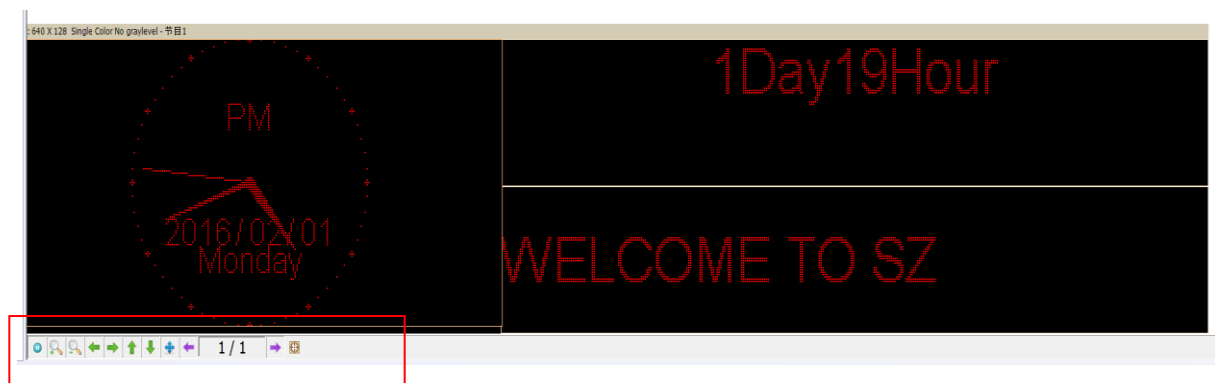 : 640 X 128 Single Color No graylevel - 节目1
PM
2016/02/01
Monday
1Day19Hour
WELCOME TO SZ
1 / 1